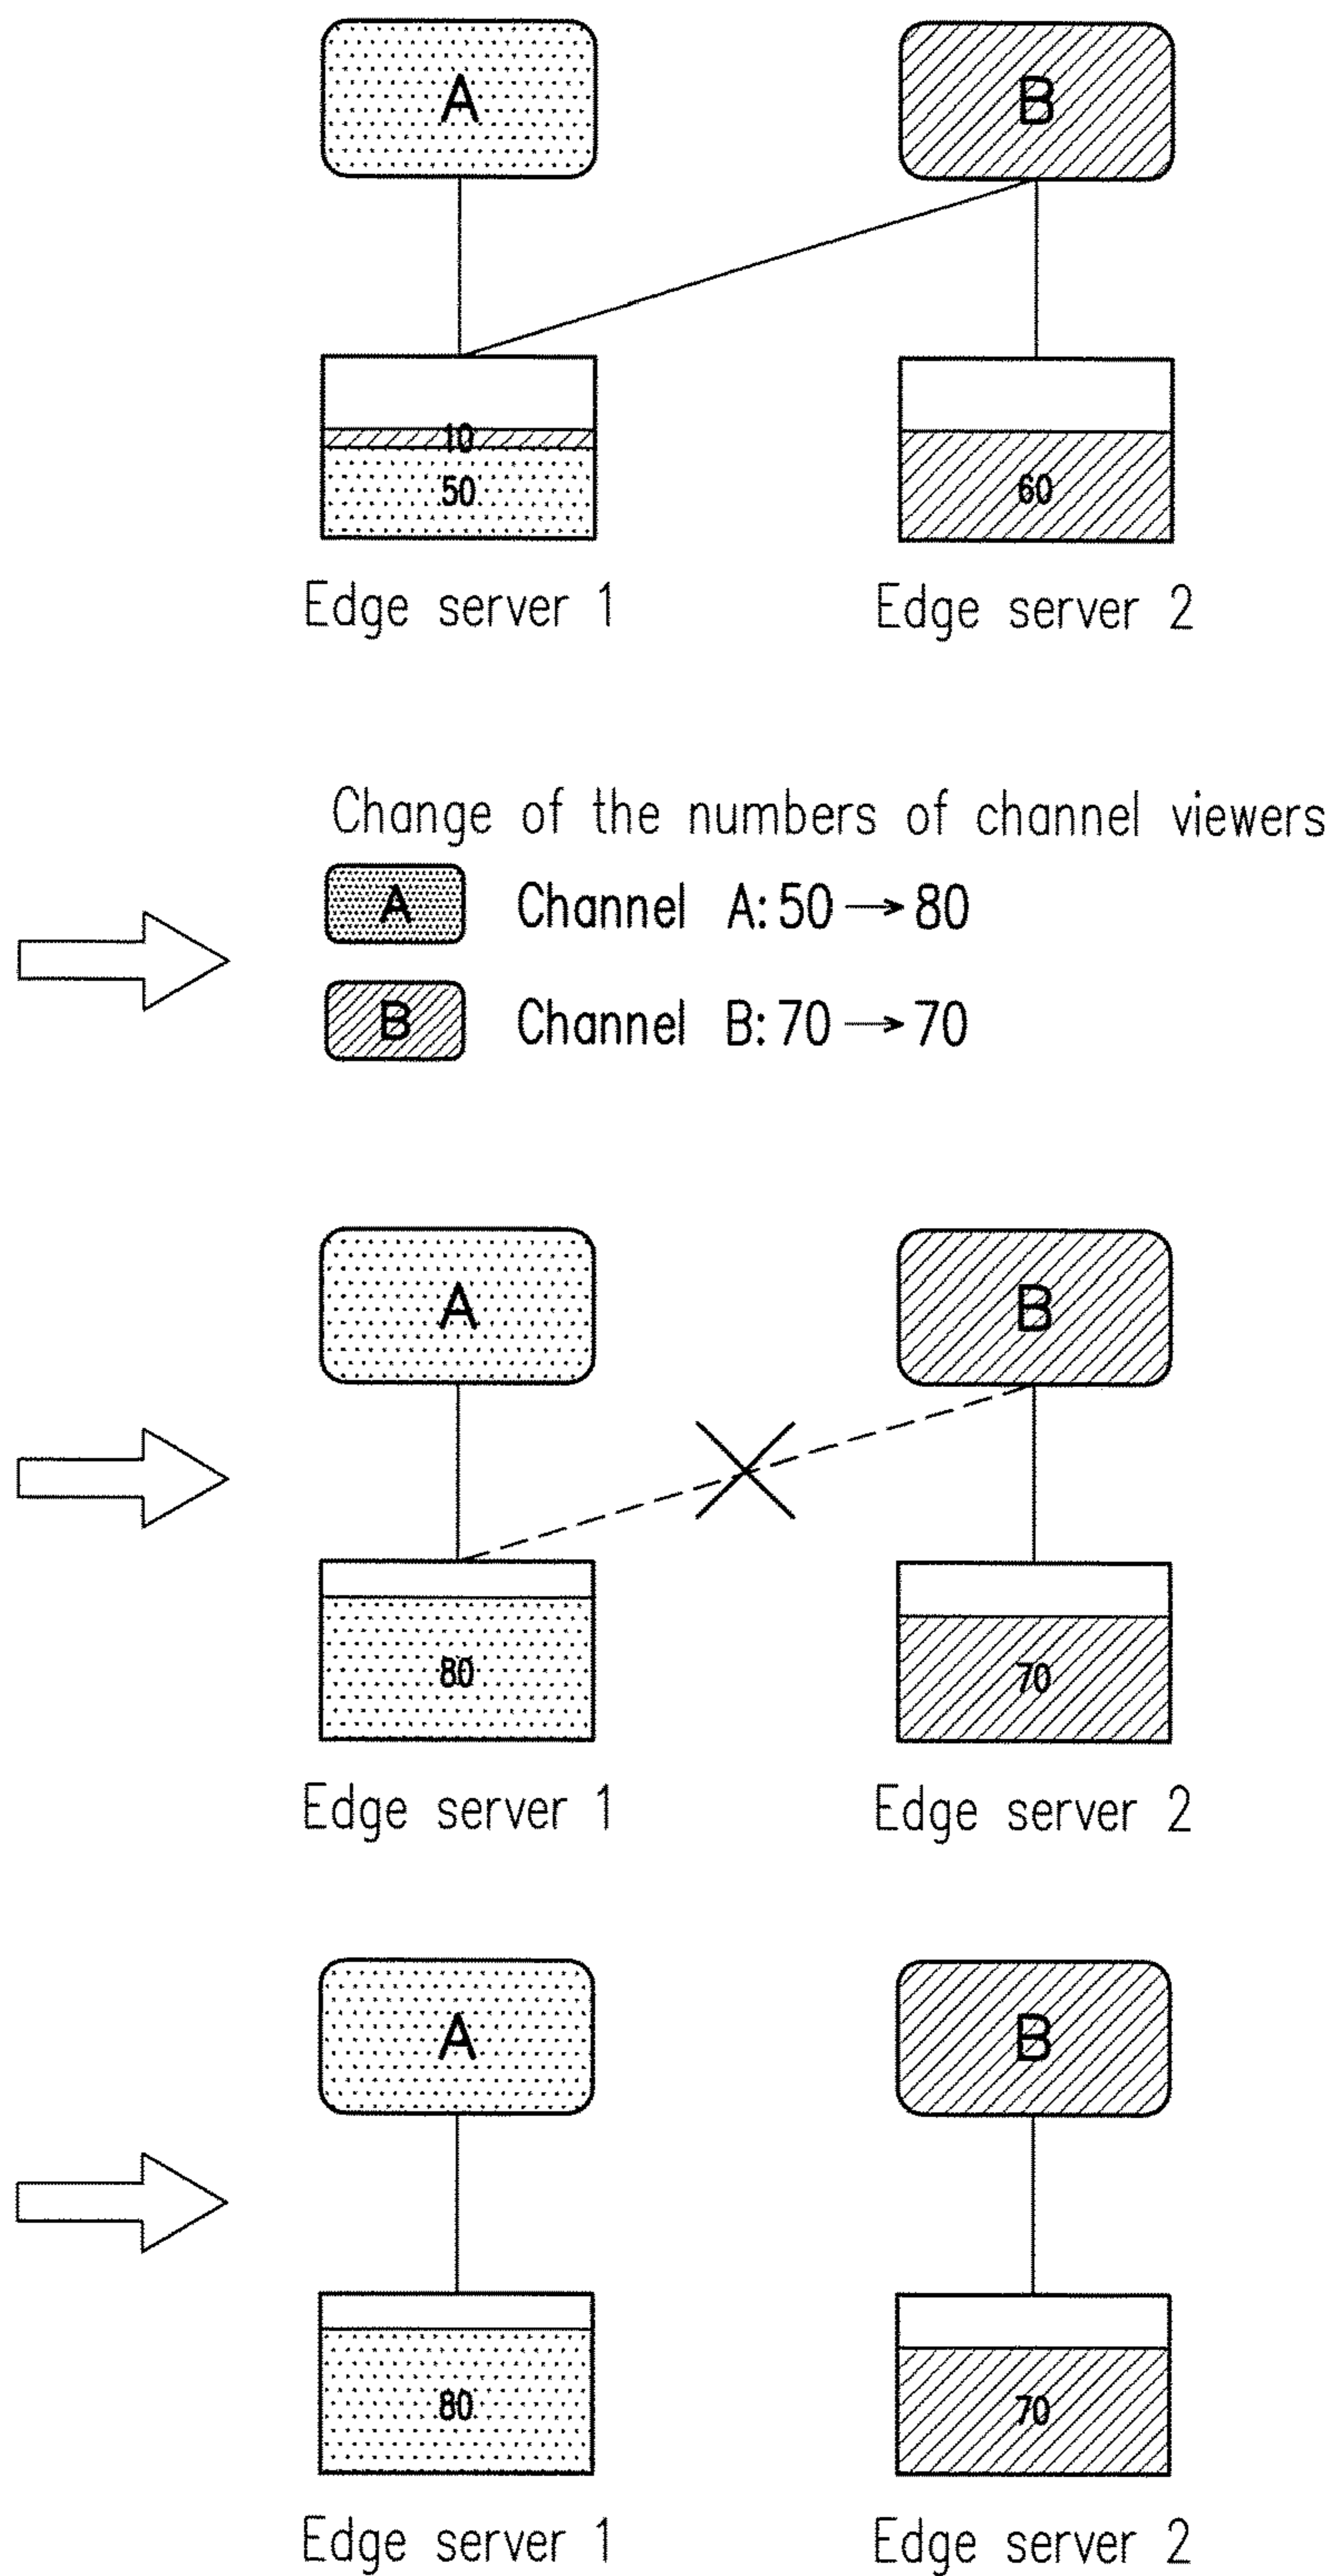 A B
10
50 60
Edge server 1 Edge server 2
Change of the numbers of channel viewers
A Channel A: 50 → 80
B Channel B: 70 → 70
A B
80 70
Edge server 1 Edge server 2
A B
80 70
Edge server 1 Edge server 2